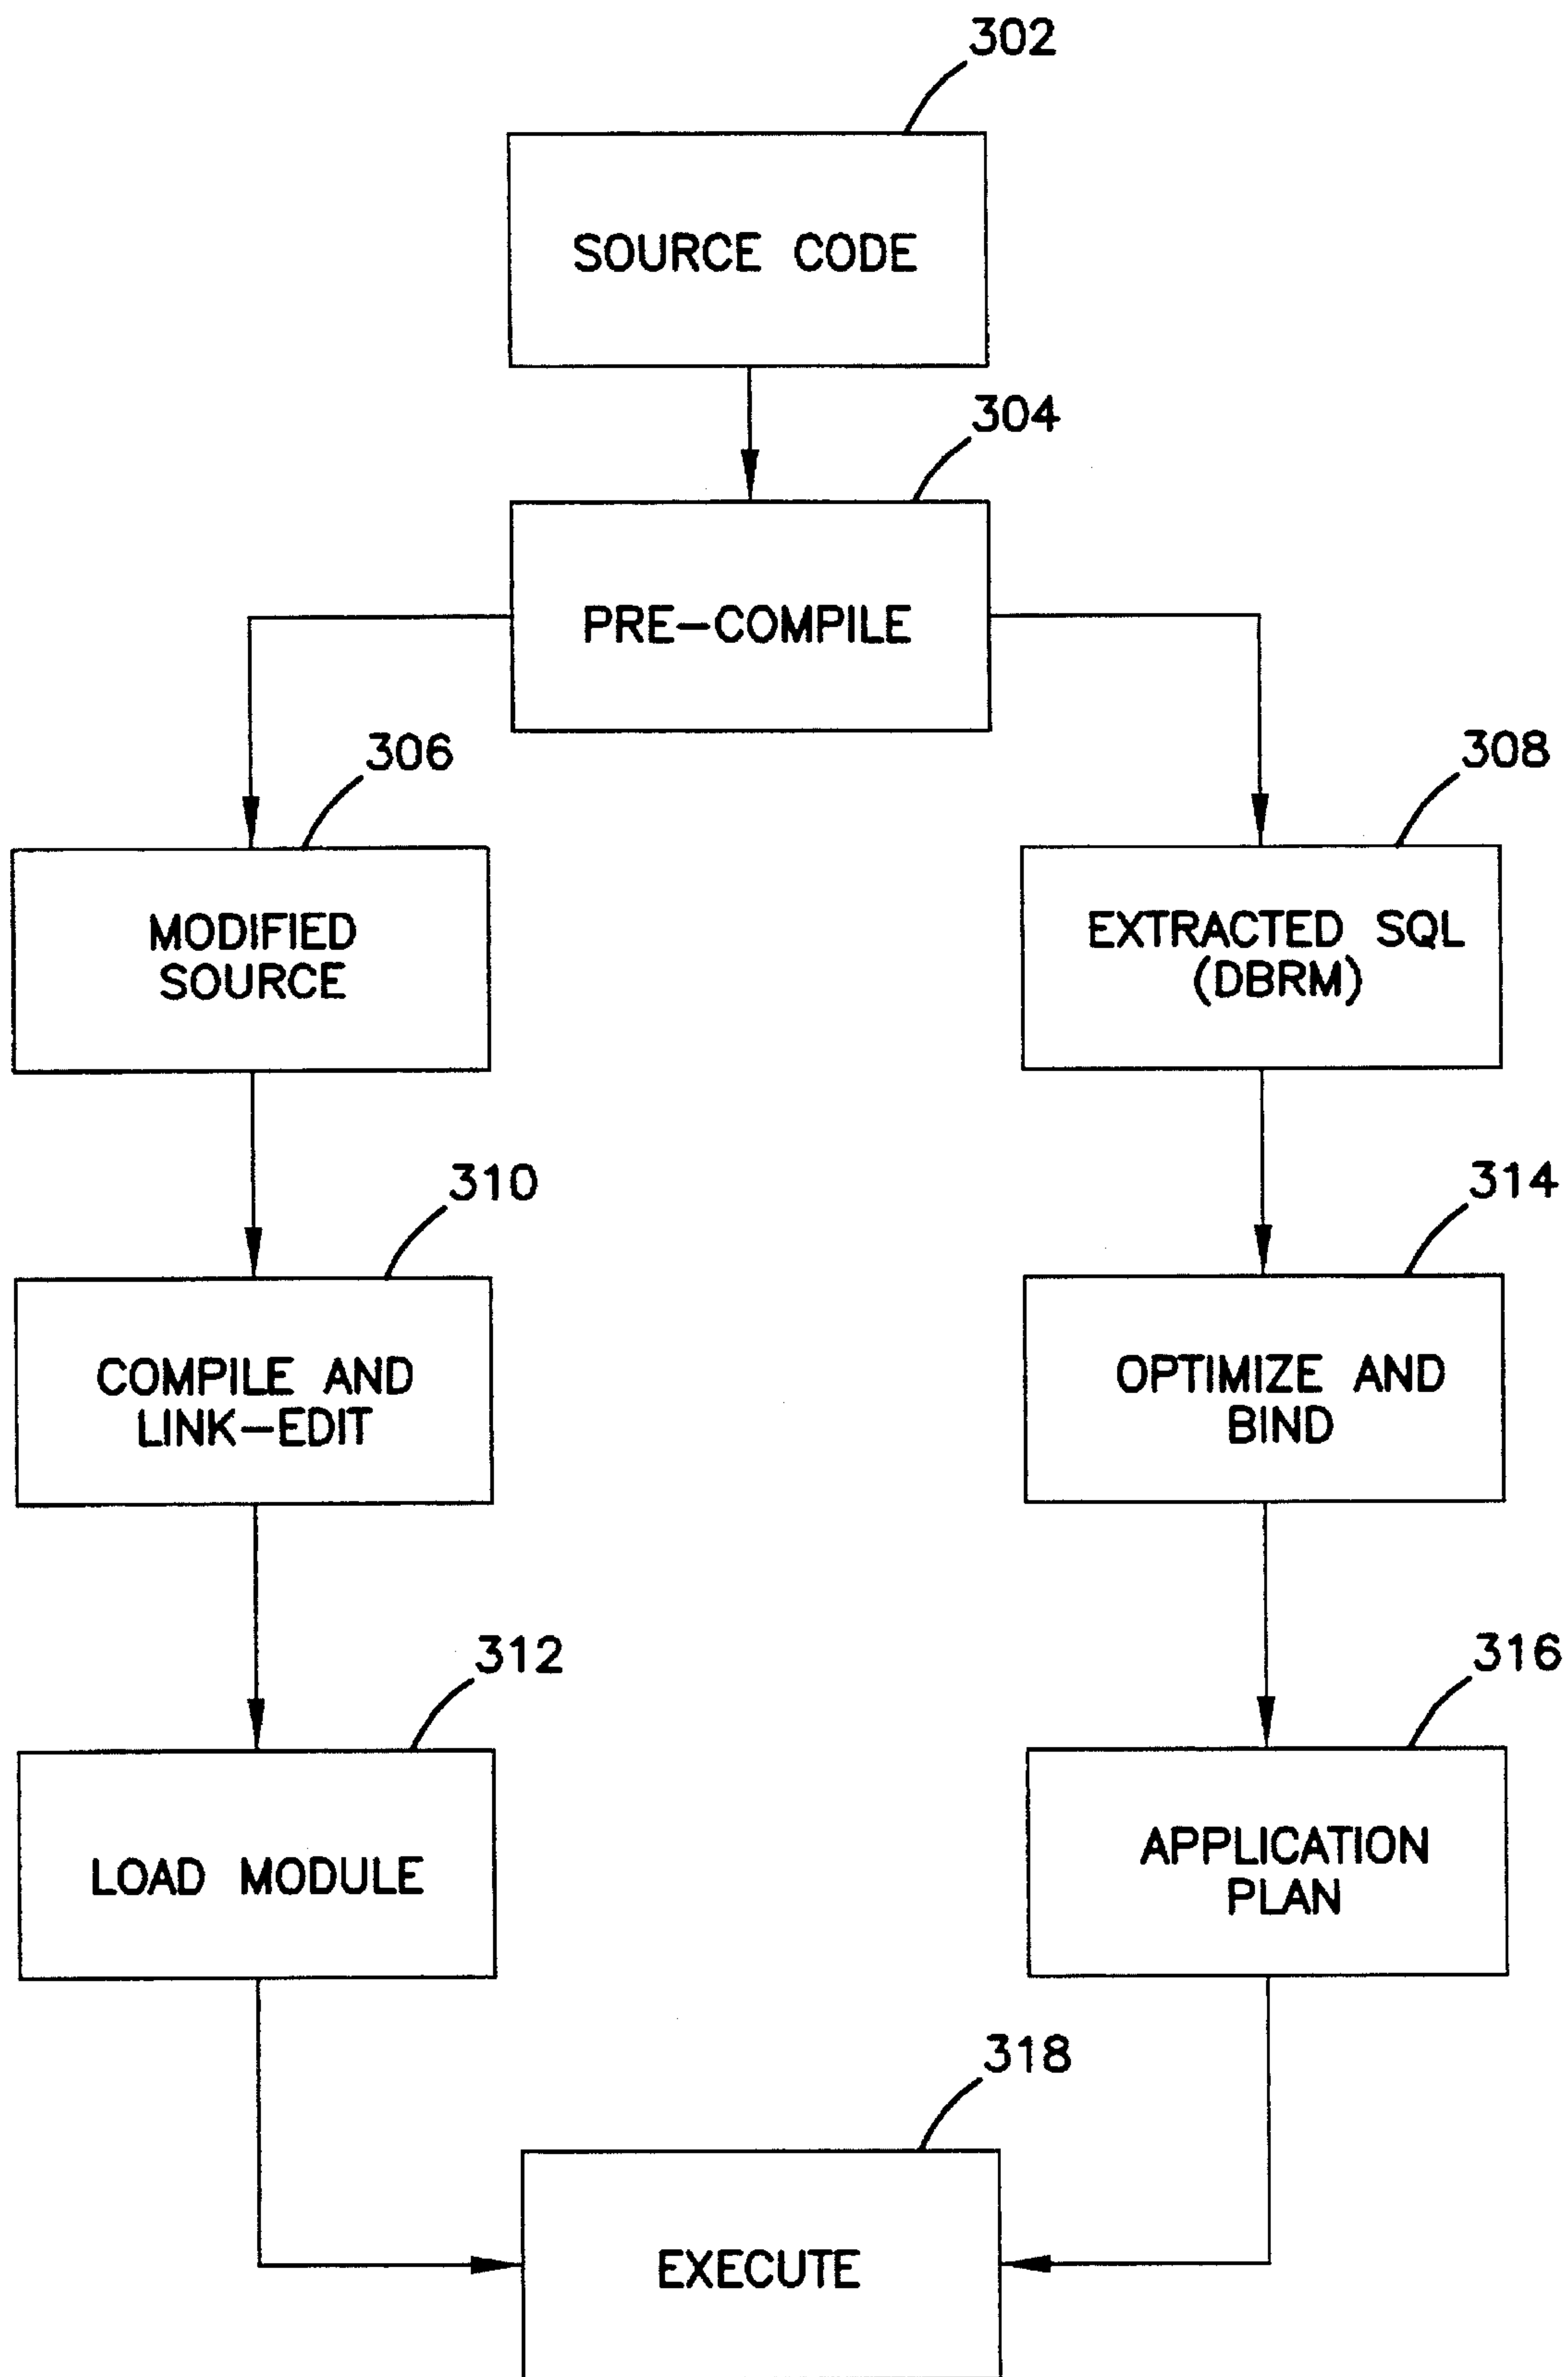 302
SOURCE CODE
304
PRE-COMPILE
306
308
MODIFIED
SOURCE
EXTRACTED SQL
(DBRM)
310
314
COMPILE AND
LINK-EDIT
OPTIMIZE AND
BIND
312
316
LOAD MODULE
APPLICATION
PLAN
318
EXECUTE